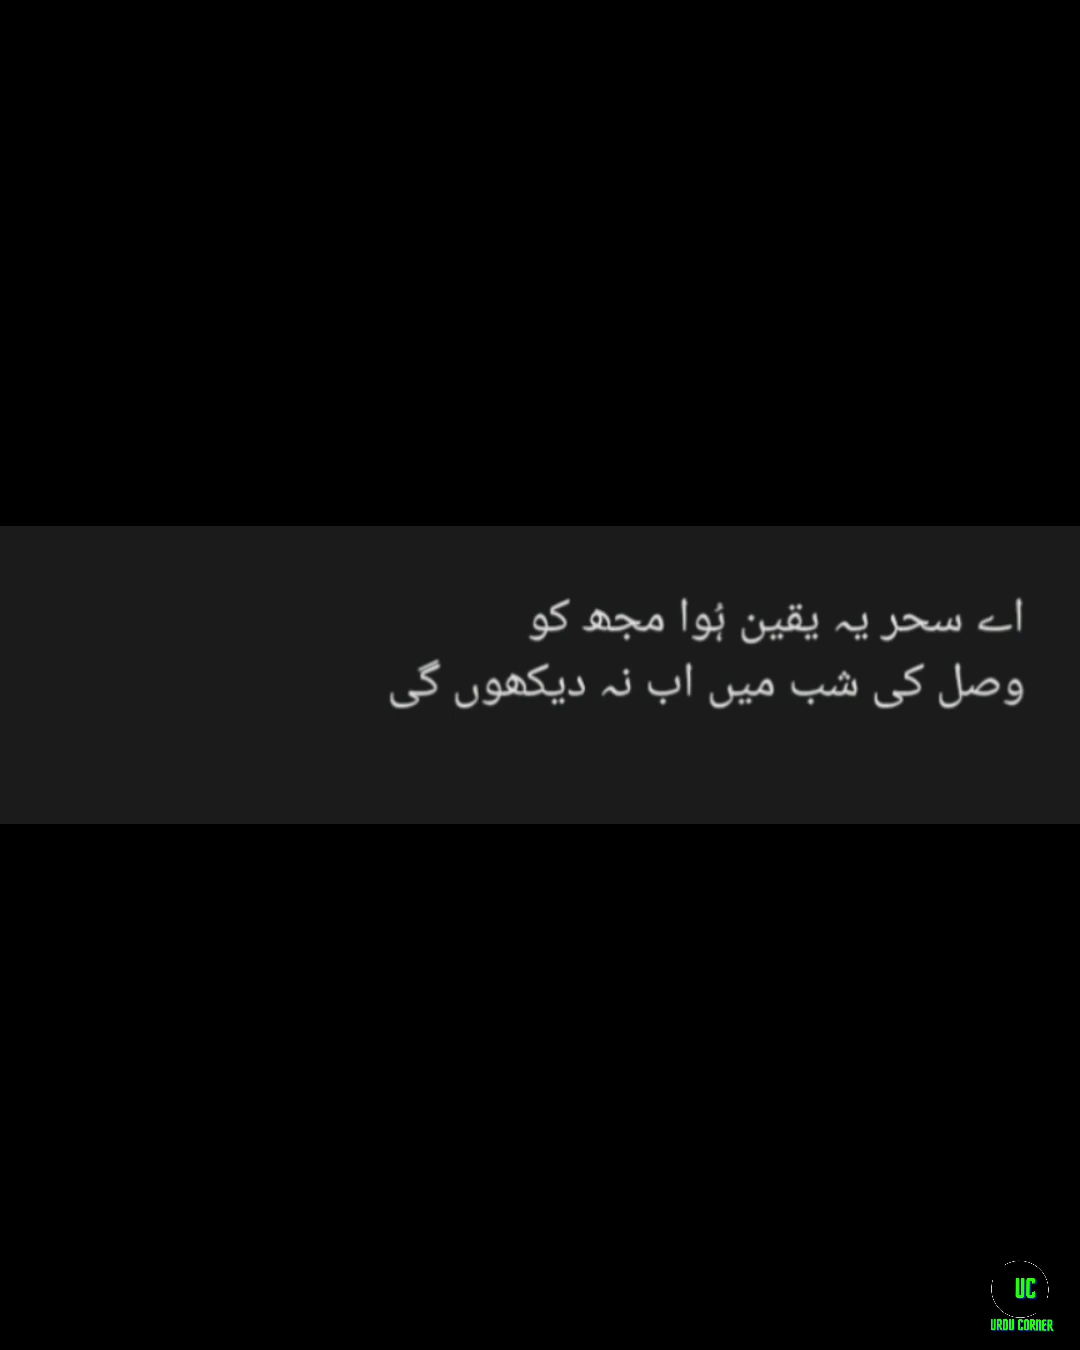 اے سحر یہ یقین ہُوا مجھ کو
وصل کی شب میں اب نہ دیکھوں گی
UC
URDU CORNER